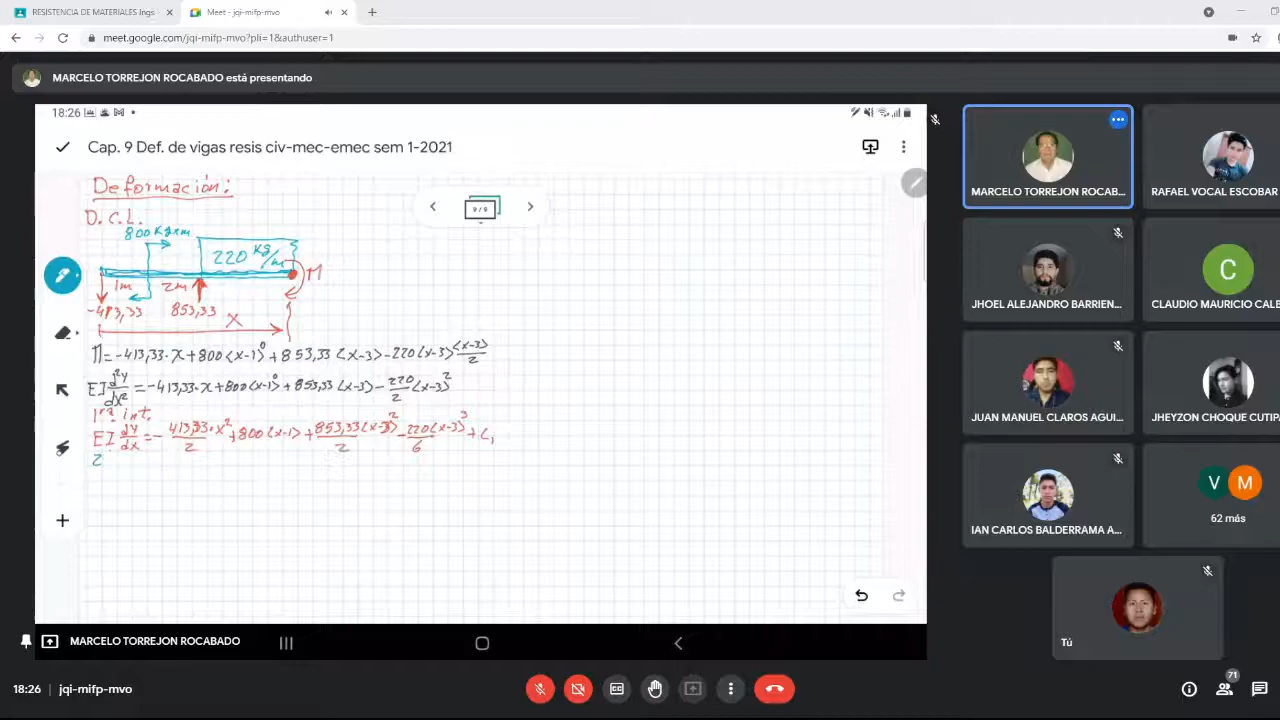 RESISTENCIA DE MATERIALES Ings
Meet - jqi-mifp-mvo
meet.google.com/jqi-mifp-mvo?pli=1&authuser=1
MARCELO TORREJON ROCABADO está presentando
18:26
Cap. 9 Def. de vigas resis civ-mec-emec sem 1-2021
9 / 9
Deformación:
D.C.L.
800 Kgxm
220 Kg/m
1m
2m
M
-413,33
853,33
X
M=-413,33·x+800<x-1>⁰+853,33<x-3>-220<x-3><x-3>/2
EI d²y/dx²=-413,33·x+800<x-1>⁰+853,33<x-3>-220/2<x-3>²
1ra int.
EI dy/dx=-413,33·x²/2+800<x-1>+853,33<x-3>²/2-220<x-3>³/6+C₁
2
MARCELO TORREJON ROCAB...
RAFAEL VOCAL ESCOBAR
JHOEL ALEJANDRO BARRIEN...
CLAUDIO MAURICIO CALB
JUAN MANUEL CLAROS AGUI...
JHEYZON CHOQUE CUTIPA
IAN CARLOS BALDERRAMA A...
C
V
M
62 más
Tú
MARCELO TORREJON ROCABADO
18:26 | jqi-mifp-mvo
71